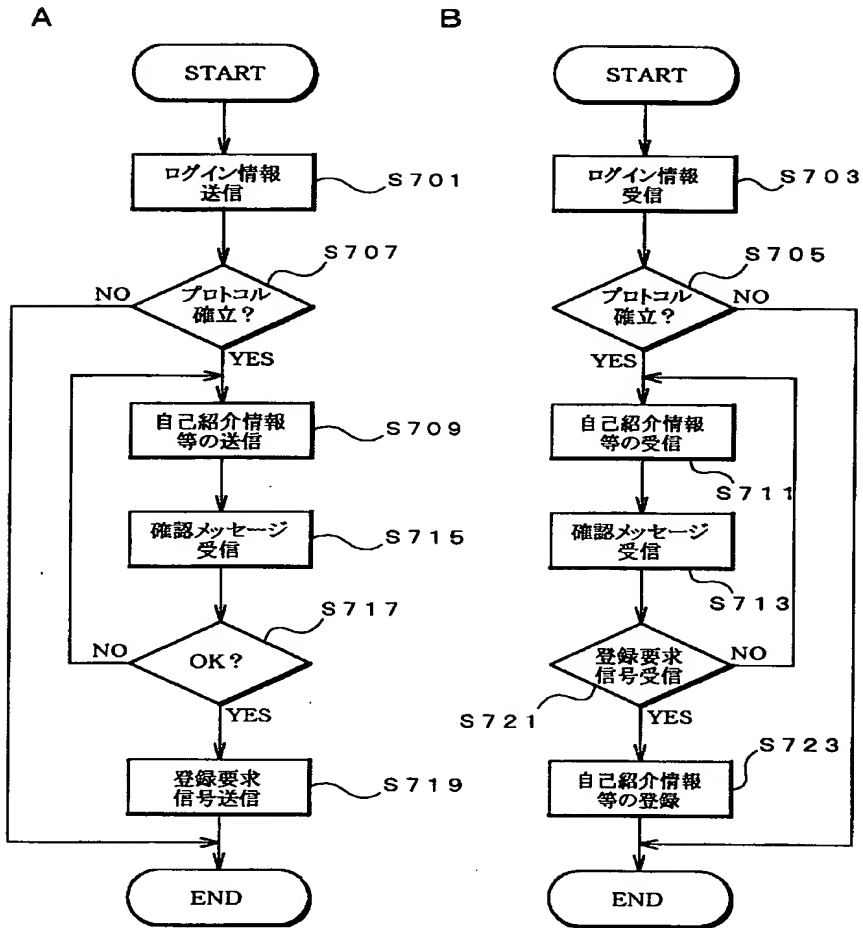 A
START
ログイン情報
送信
S701
S707
プロトコル
確立?
NO
YES
自己紹介情報
等の送信
S709
確認メッセージ
受信
S715
S717
OK?
NO
YES
登録要求
信号送信
S719
END
B
START
ログイン情報
受信
S703
S705
プロトコル
確立?
NO
YES
自己紹介情報
等の受信
S711
確認メッセージ
受信
S713
登録要求
信号受信
NO
S721
YES
S723
自己紹介情報
等の登録
END